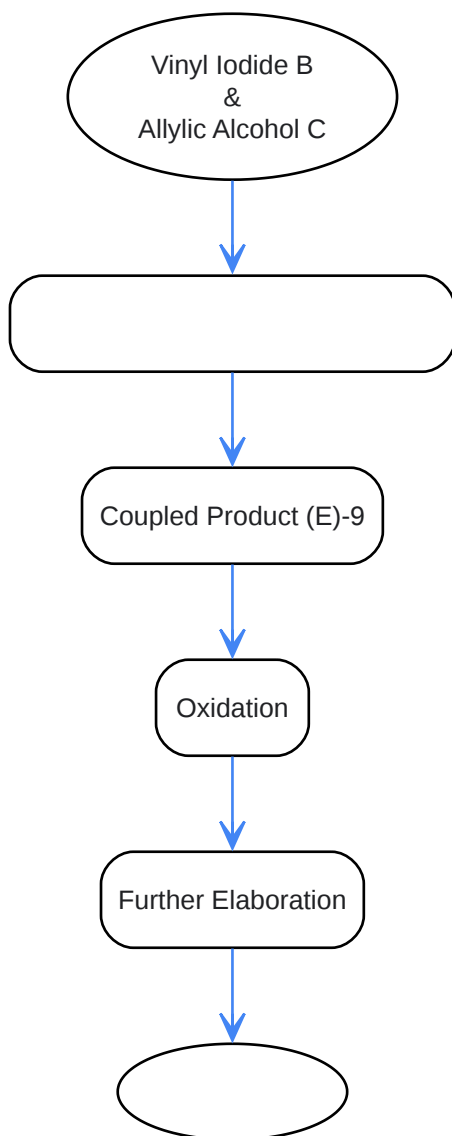 Vinyl Iodide B
&
Allylic Alcohol C
Coupled Product (E)-9
Oxidation
Further Elaboration